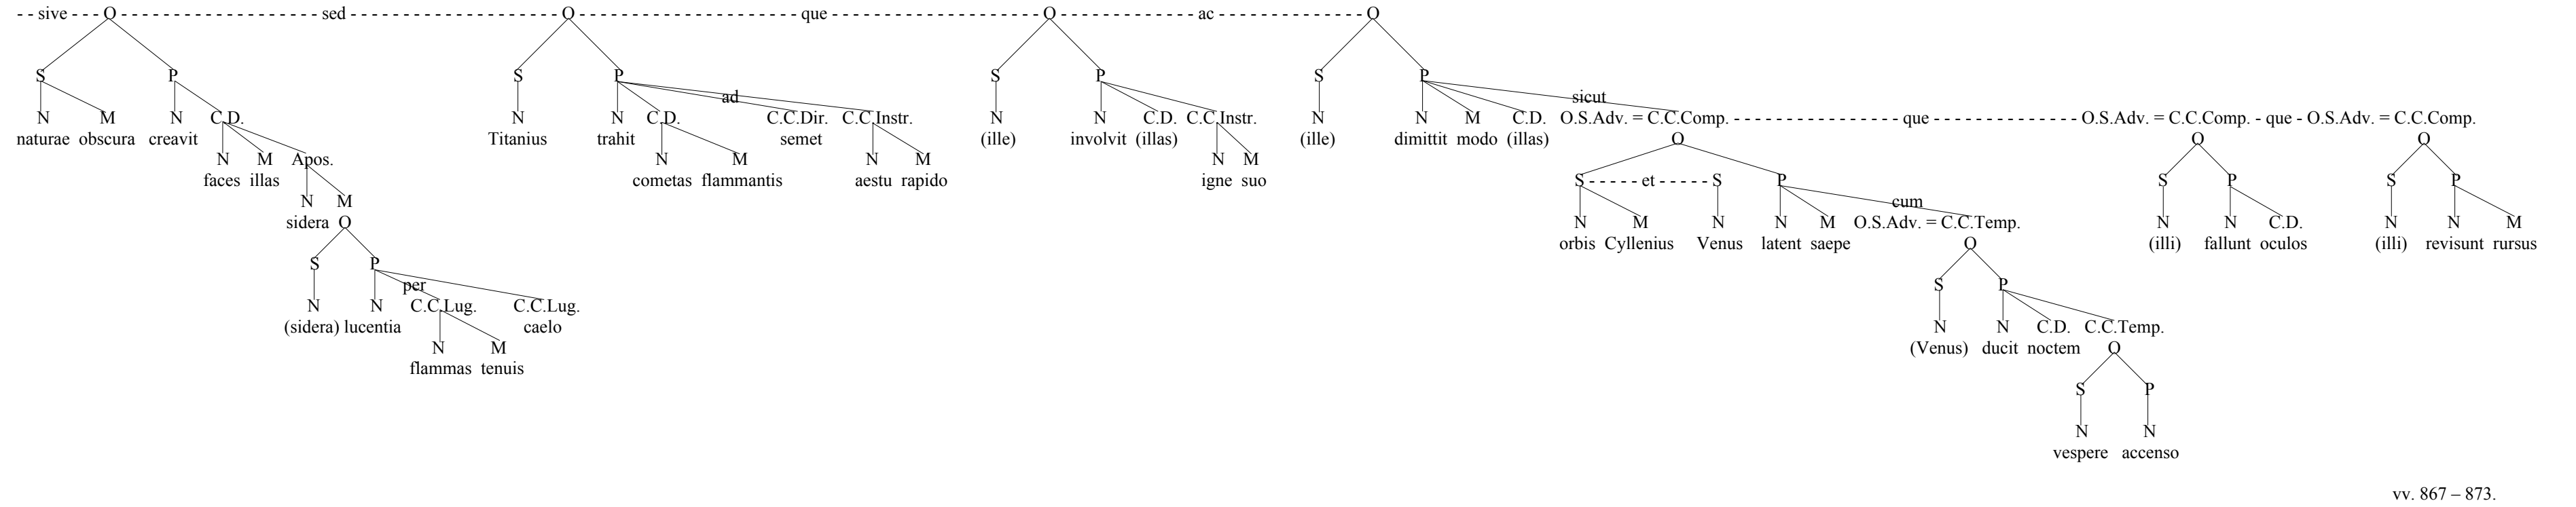 - - sive - - - O - - - - - - - - - - - - - - - - - - - - - - sed - - - - - - - - - - - - - - - - - - - - - - - - O - - - - - - - - - - - - - - - - - - - - - - - - que - - - - - - - - - - - - - - - - - - - - - - - - O - - - - - - - - - - - - - - ac - - - - - - - - - - - - - - - - O
S P S P S P S P
ad sicut
N M N C.D. N N C.D. C.C.Dir. C.C.Instr. N N C.D. C.C.Instr. N N M C.D. O.S.Adv. = C.C.Comp. - - - - - - - - - - - - - - - - - que - - - - - - - - - - - - - - - O.S.Adv. = C.C.Comp. - que - O.S.Adv. = C.C.Comp.
naturae obscura creavit Titanius trahit semet (ille) involvit (illas) (ille) dimittit modo (illas) O O O
N M Apos. N M N M N M
faces illas cometas flammantis aestu rapido igne suo S - - - - - et - - - - - S P S P S P
N M cum
sidera O N M N N M O.S.Adv. = C.C.Temp. N N C.D. N N M
orbis Cyllenius Venus latent saepe O (illi) fallunt oculos (illi) revisunt rursus
S P
per S P
N N C.C.Lug. C.C.Lug.
(sidera) lucentia caelo N N C.D. C.C.Temp.
N M (Venus) ducit noctem O
flammas tenuis
S P
N N
vespere accenso
vv. 867 – 873.